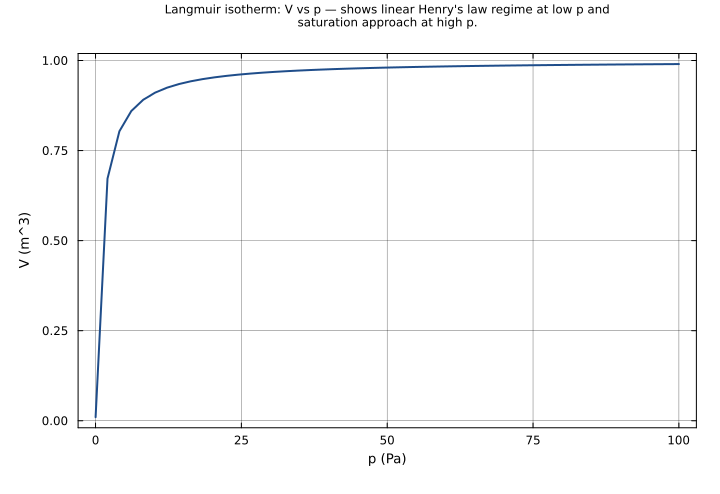 Langmuir isotherm: V vs p — shows linear Henry's law regime at low p and
saturation approach at high p.
1.00
0.75
0.50
0.25
0.00
V (m^3)
0 25 50 75 100
p (Pa)